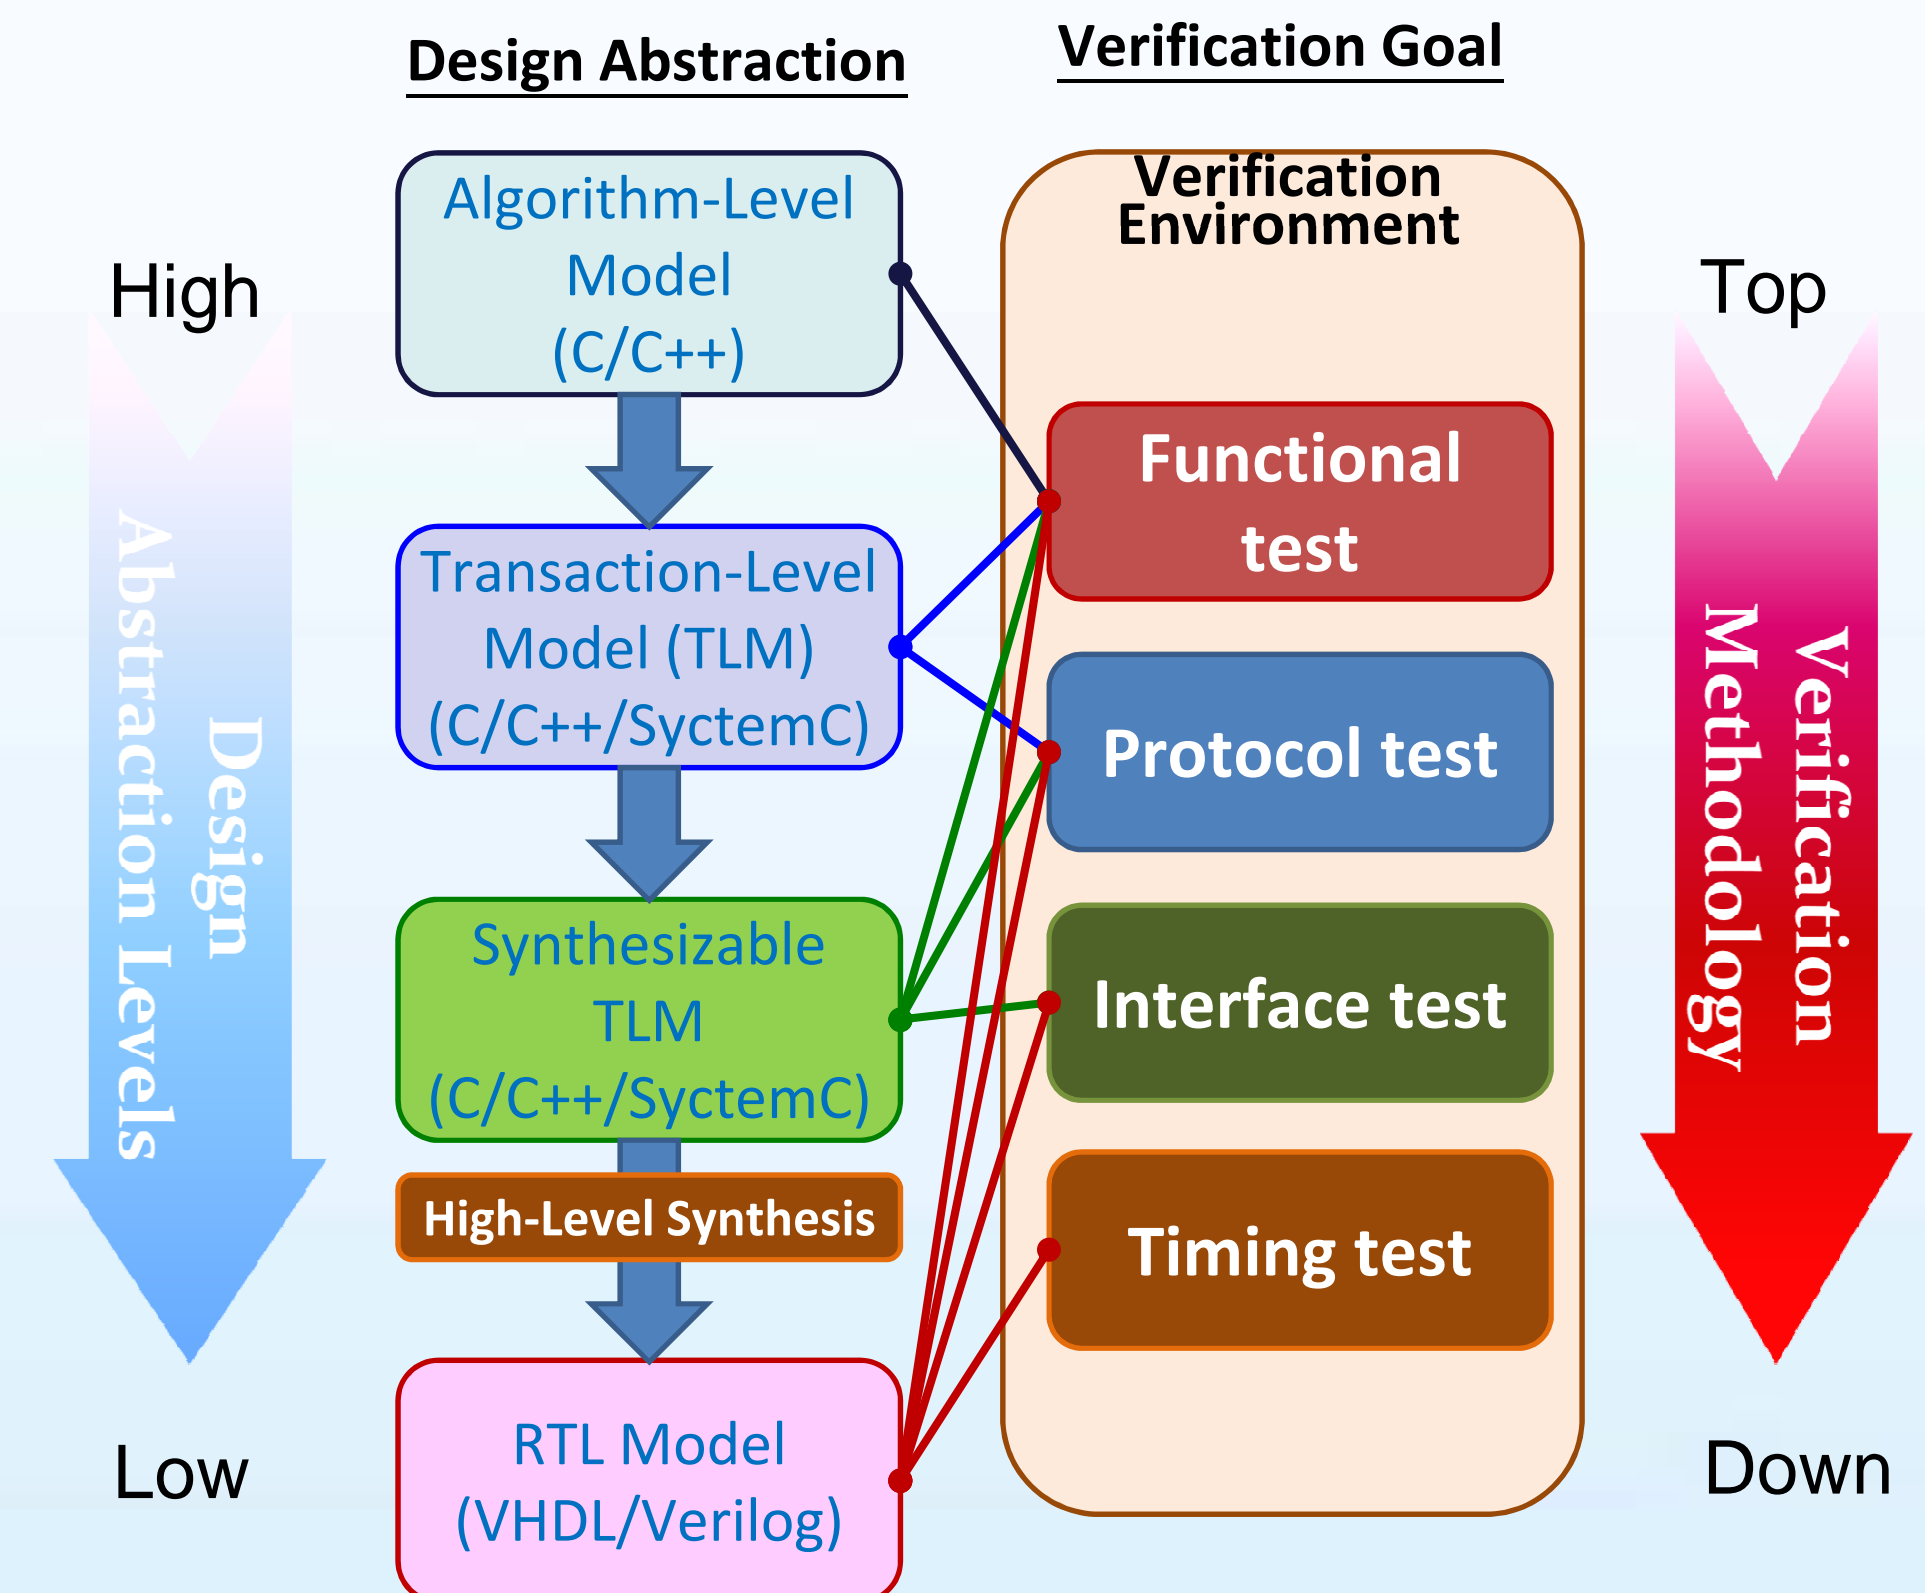 Design Abstraction
Verification Goal
High
Design
Abstraction Levels
Low
Algorithm-Level
Model
(C/C++)
Transaction-Level
Model (TLM)
(C/C++/SyctemC)
Synthesizable
TLM
(C/C++/SyctemC)
High-Level Synthesis
RTL Model
(VHDL/Verilog)
Verification
Environment
Functional
test
Protocol test
Interface test
Timing test
Top
Verification
Methodology
Down